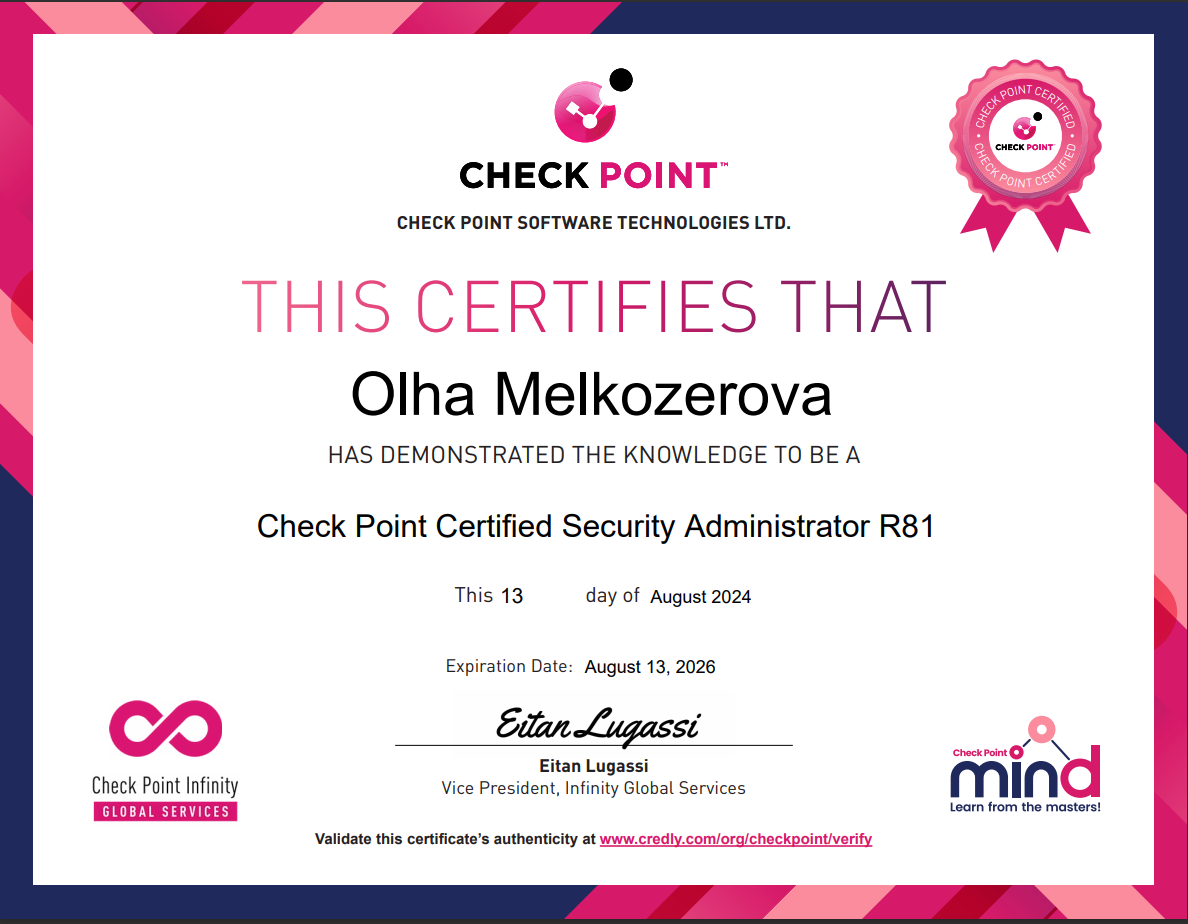 CHECK POINT™
CHECK POINT SOFTWARE TECHNOLOGIES LTD.
CHECK POINT CERTIFIED
CHECK POINT
CHECK POINT CERTIFIED
THIS CERTIFIES THAT
Olha Melkozerova
HAS DEMONSTRATED THE KNOWLEDGE TO BE A
Check Point Certified Security Administrator R81
This 13 day of August 2024
Expiration Date: August 13, 2026
Eitan Lugassi
Eitan Lugassi
Vice President, Infinity Global Services
Check Point Infinity
GLOBAL SERVICES
Check Point
mind
Learn from the masters!
Validate this certificate’s authenticity at www.credly.com/org/checkpoint/verify